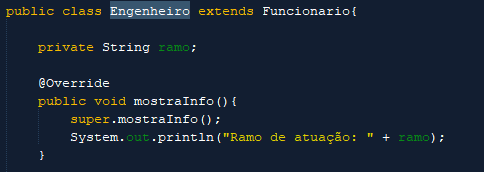 public class Engenheiro extends Funcionario{
private String ramo;
@Override
public void mostraInfo(){
super.mostraInfo();
System.out.println("Ramo de atuação: " + ramo);
}